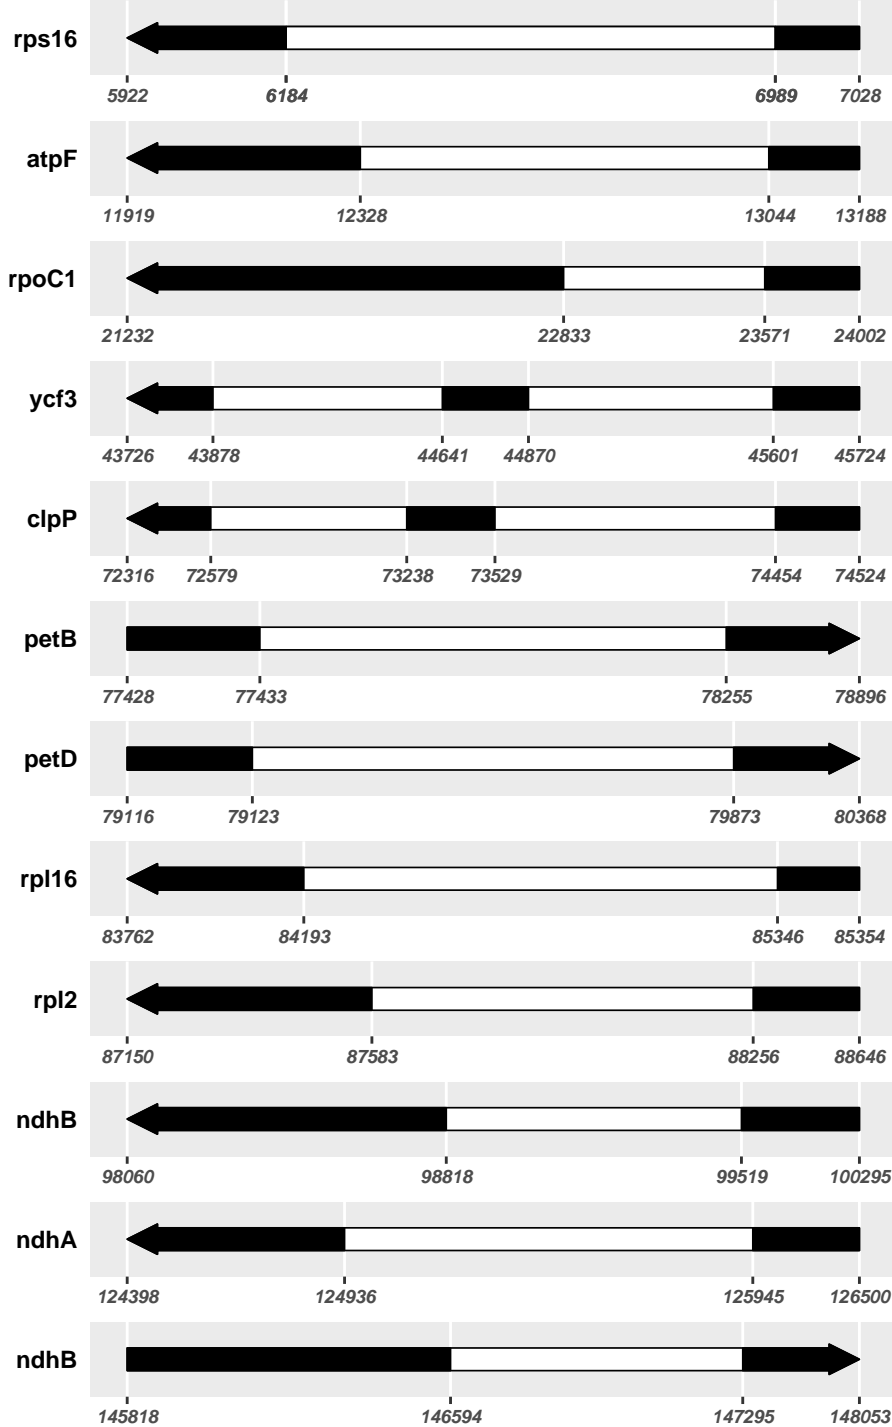 rps16
5922 6184 6989 7028
atpF
11919 12328 13044 13188
rpoC1
21232 22833 23571 24002
ycf3
43726 43878 44641 44870 45601 45724
clpP
72316 72579 73238 73529 74454 74524
petB
77428 77433 78255 78896
petD
79116 79123 79873 80368
rpl16
83762 84193 85346 85354
rpl2
87150 87583 88256 88646
ndhB
98060 98818 99519 100295
ndhA
124398 124936 125945 126500
ndhB
145818 146594 147295 148053